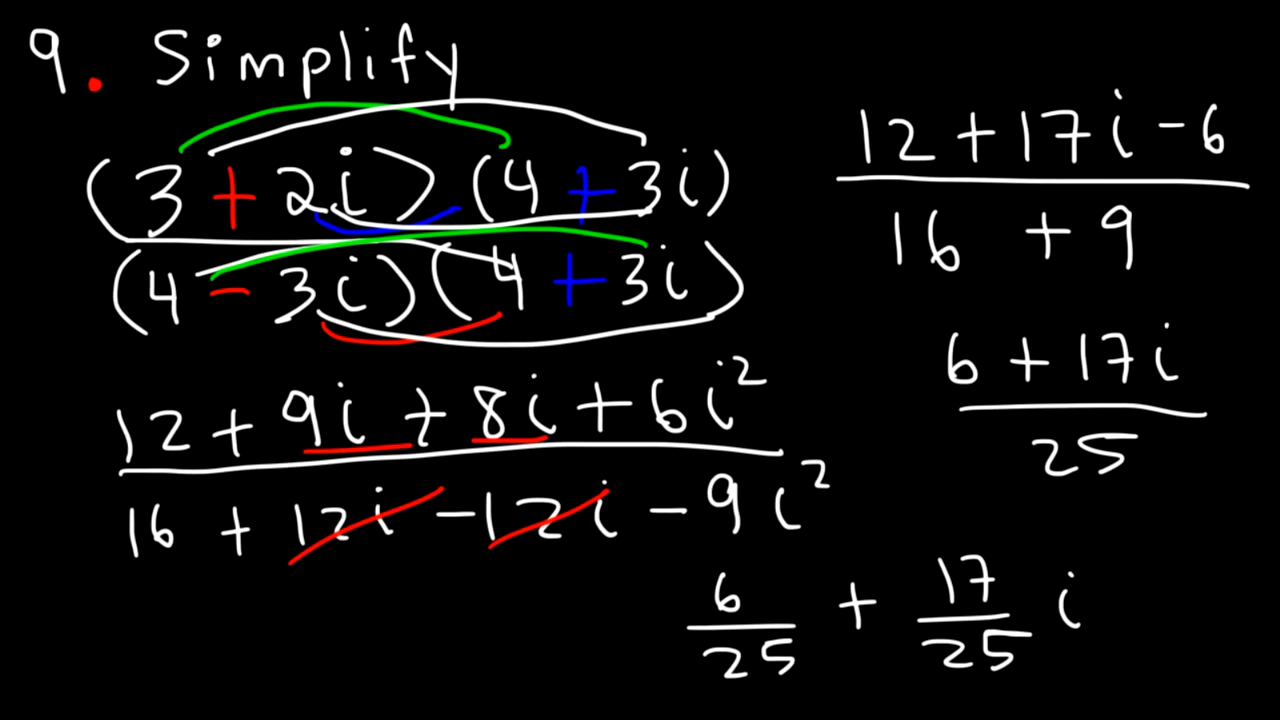 9. Simplify
(3 + 2i) (4 + 3i)
(4 - 3i) (4 + 3i)
12 + 9i + 8i + 6i²
16 + 12i - 12i - 9i²
12 + 17i - 6
16 + 9
6 + 17i
25
6/25 + 17/25 i